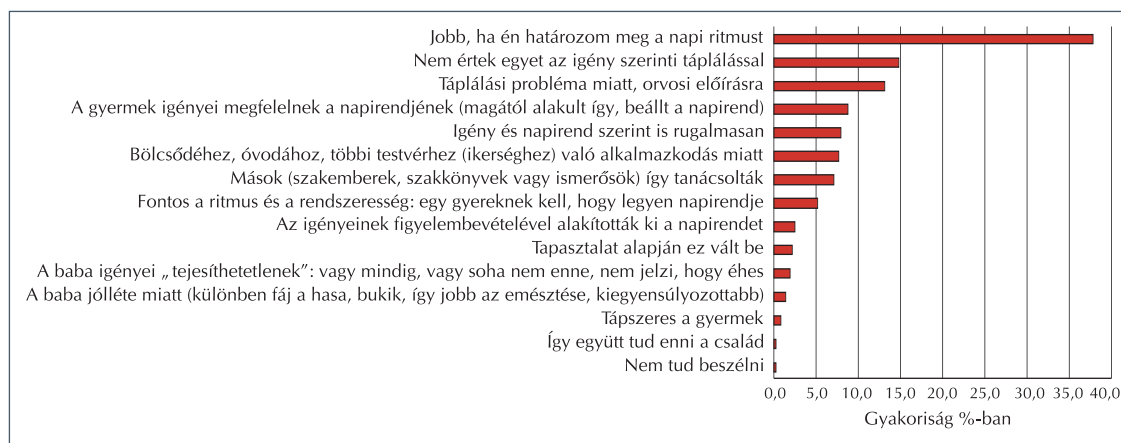 Jobb, ha én határozom meg a napi ritmust
Nem értek egyet az igény szerinti táplálással
Táplálási probléma miatt, orvosi előírásra
A gyermek igényei megfelelnek a napirendjének (magától alakult így, beállt a napirend)
Igény és napirend szerint is rugalmasan
Bölcsődéhez, óvodához, többi testvérhez (ikerséghez) való alkalmazkodás miatt
Mások (szakemberek, szakkönyvek vagy ismerősök) így tanácsolták
Fontos a ritmus és a rendszeresség: egy gyereknek kell, hogy legyen napirendje
Az igényeinek figyelembevételével alakították ki a napirendet
Tapasztalat alapján ez vált be
A baba igényei „tejesíthetetlenek”: vagy mindig, vagy soha nem enne, nem jelzi, hogy éhes
A baba jólléte miatt (különben fáj a hasa, bukik, így jobb az emésztése, kiegyensúlyozottabb)
Tápszeres a gyermek
Így együtt tud enni a család
Nem tud beszélni
0,0 5,0 10,0 15,0 20,0 25,0 30,0 35,0 40,0
Gyakoriság %-ban